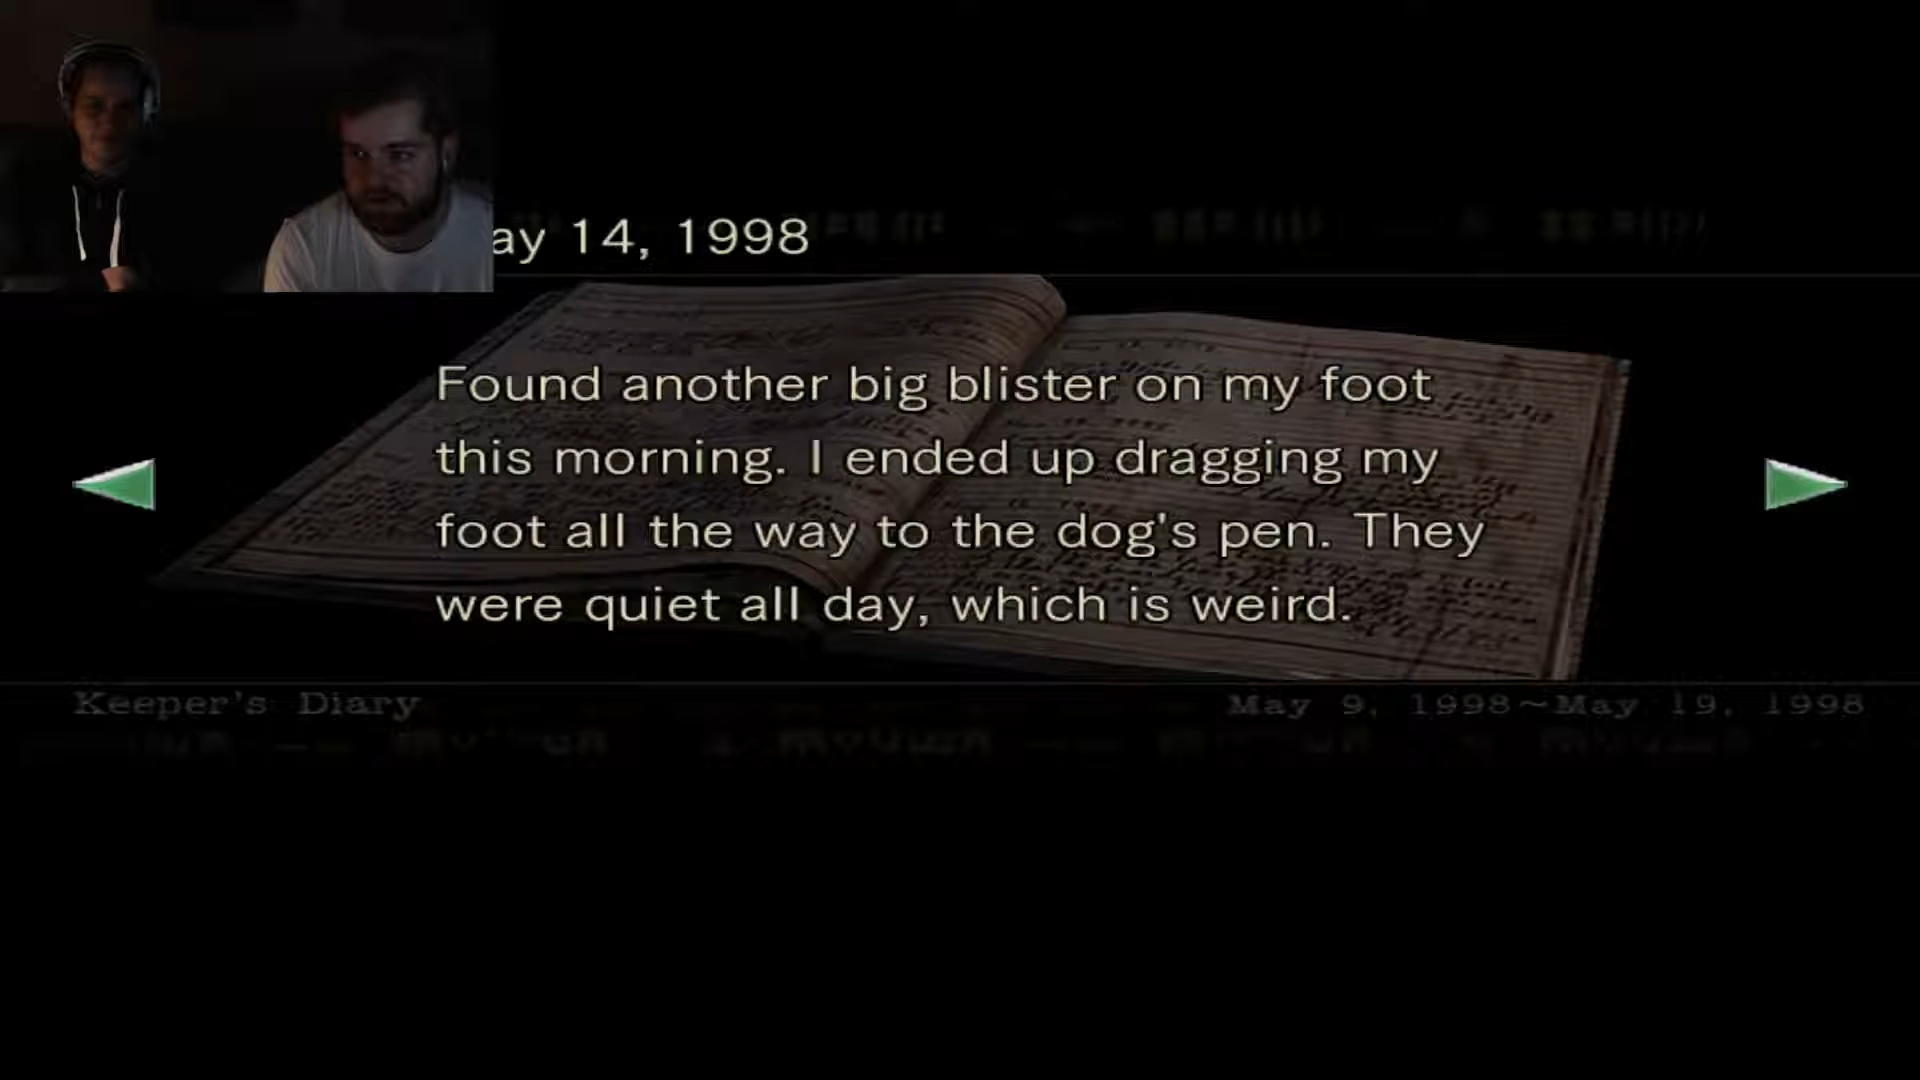 ay 14, 1998
Found another big blister on my foot
this morning. I ended up dragging my
foot all the way to the dog's pen. They
were quiet all day, which is weird.
Keeper's Diary
May 9, 1998~May 19, 1998